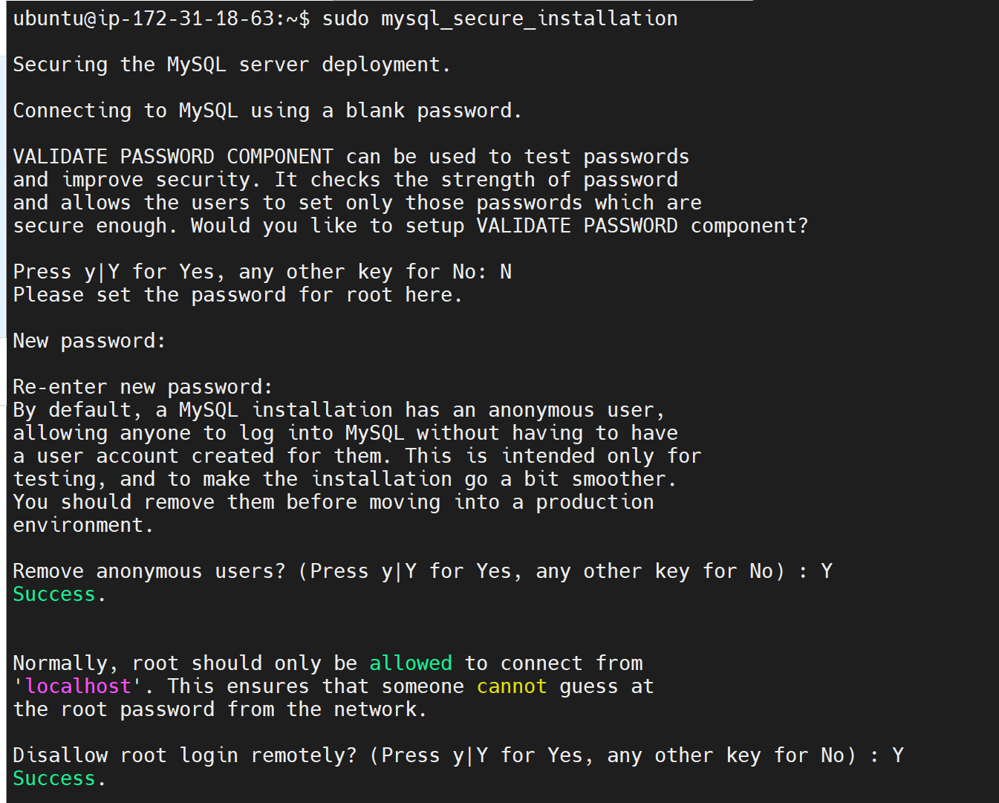 ubuntu@ip-172-31-18-63:~$ sudo mysql_secure_installation
Securing the MySQL server deployment.
Connecting to MySQL using a blank password.
VALIDATE PASSWORD COMPONENT can be used to test passwords
and improve security. It checks the strength of password
and allows the users to set only those passwords which are
secure enough. Would you like to setup VALIDATE PASSWORD component?
Press y|Y for Yes, any other key for No: N
Please set the password for root here.
New password:
Re-enter new password:
By default, a MySQL installation has an anonymous user,
allowing anyone to log into MySQL without having to have
a user account created for them. This is intended only for
testing, and to make the installation go a bit smoother.
You should remove them before moving into a production
environment.
Remove anonymous users? (Press y|Y for Yes, any other key for No) : Y
Success.
Normally, root should only be allowed to connect from
'localhost'. This ensures that someone cannot guess at
the root password from the network.
Disallow root login remotely? (Press y|Y for Yes, any other key for No) : Y
Success.